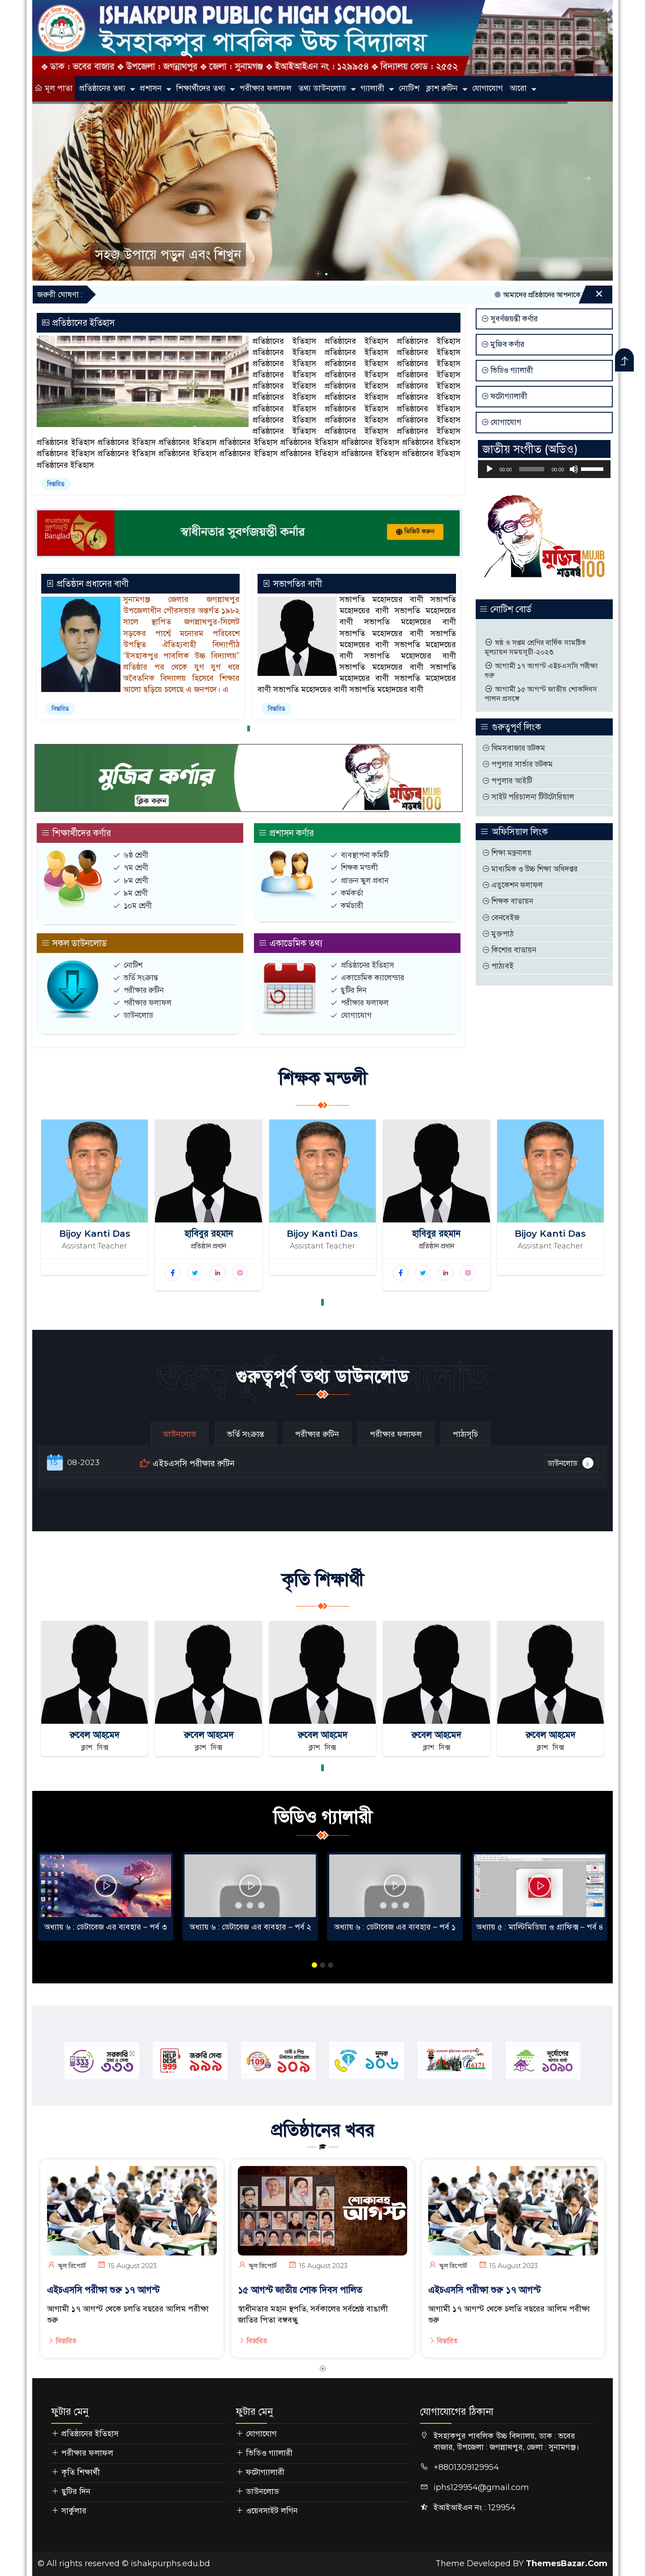 ISHAKPUR PUBLIC HIGH SCHOOL
ইসহাকপুর পাবলিক উচ্চ বিদ্যালয়
❖ ডাক : ভবের বাজার ❖ উপজেলা : জগন্নাথপুর ❖ জেলা : সুনামগঞ্জ ❖ ইআইআইএন নং : ১২৯৯৫৪ ❖ বিদ্যালয় কোড : ২৫৫২
মূল পাতা প্রতিষ্ঠানের তথ্য প্রশাসন শিক্ষার্থীদের তথ্য পরীক্ষার ফলাফল তথ্য ডাউনলোড গ্যালারী নোটিশ ক্লাশ রুটিন যোগাযোগ আরো
সহজ উপায়ে পড়ুন এবং শিখুন
জরুরী ঘোষণা :
আমাদের প্রতিষ্ঠানের আপনাকে
প্রতিষ্ঠানের ইতিহাস
প্রতিষ্ঠানের ইতিহাস প্রতিষ্ঠানের ইতিহাস প্রতিষ্ঠানের ইতিহাস
প্রতিষ্ঠানের ইতিহাস প্রতিষ্ঠানের ইতিহাস প্রতিষ্ঠানের ইতিহাস
প্রতিষ্ঠানের ইতিহাস প্রতিষ্ঠানের ইতিহাস প্রতিষ্ঠানের ইতিহাস
প্রতিষ্ঠানের ইতিহাস প্রতিষ্ঠানের ইতিহাস প্রতিষ্ঠানের ইতিহাস
প্রতিষ্ঠানের ইতিহাস প্রতিষ্ঠানের ইতিহাস প্রতিষ্ঠানের ইতিহাস
প্রতিষ্ঠানের ইতিহাস প্রতিষ্ঠানের ইতিহাস প্রতিষ্ঠানের ইতিহাস
প্রতিষ্ঠানের ইতিহাস প্রতিষ্ঠানের ইতিহাস প্রতিষ্ঠানের ইতিহাস
প্রতিষ্ঠানের ইতিহাস প্রতিষ্ঠানের ইতিহাস প্রতিষ্ঠানের ইতিহাস
প্রতিষ্ঠানের ইতিহাস প্রতিষ্ঠানের ইতিহাস প্রতিষ্ঠানের ইতিহাস
প্রতিষ্ঠানের ইতিহাস প্রতিষ্ঠানের ইতিহাস প্রতিষ্ঠানের ইতিহাস প্রতিষ্ঠানের ইতিহাস প্রতিষ্ঠানের ইতিহাস প্রতিষ্ঠানের ইতিহাস প্রতিষ্ঠানের ইতিহাস
প্রতিষ্ঠানের ইতিহাস প্রতিষ্ঠানের ইতিহাস প্রতিষ্ঠানের ইতিহাস প্রতিষ্ঠানের ইতিহাস প্রতিষ্ঠানের ইতিহাস প্রতিষ্ঠানের ইতিহাস প্রতিষ্ঠানের ইতিহাস
প্রতিষ্ঠানের ইতিহাস
বিস্তারিত
স্বাধীনতার সুবর্ণজয়ন্তী কর্নার
ভিজিট করুন
প্রতিষ্ঠান প্রধানের বাণী
সুনামগঞ্জ জেলার জগন্নাথপুর
উপজেলাধীন পৌরসভার অন্তর্গত ১৯৮২
সালে স্থাপিত জগন্নাথপুর-সিলেট
সড়কের পার্শ্বে মনোরম পরিবেশে
উপস্থিত ঐতিহ্যবাহী বিদ্যাপীঠ
"ইসহাকপুর পাবলিক উচ্চ বিদ্যালয়"
প্রতিষ্ঠার পর থেকে যুগ যুগ ধরে
অবৈতনিক বিদ্যালয় হিসেবে শিক্ষার
আলো ছড়িয়ে চলেছে এ জনপদে। এ
বিস্তারিত
সভাপতির বাণী
সভাপতি মহোদয়ের বাণী সভাপতি
মহোদয়ের বাণী সভাপতি মহোদয়ের
বাণী সভাপতি মহোদয়ের বাণী
সভাপতি মহোদয়ের বাণী সভাপতি
মহোদয়ের বাণী সভাপতি মহোদয়ের
বাণী সভাপতি মহোদয়ের বাণী
সভাপতি মহোদয়ের বাণী সভাপতি
মহোদয়ের বাণী সভাপতি মহোদয়ের
বাণী সভাপতি মহোদয়ের বাণী সভাপতি মহোদয়ের বাণী
বিস্তারিত
মুজিব কর্ণার
ক্লিক করুন
মুজিব শতবর্ষ MUJIB 100
শিক্ষার্থীদের কর্ণার
৬ষ্ঠ শ্রেণী
৭ম শ্রেণী
৮ম শ্রেণী
৯ম শ্রেণী
১০ম শ্রেণী
প্রশাসন কর্ণার
ব্যবস্থাপনা কমিটি
শিক্ষক মন্ডলী
প্রাক্তন স্কুল প্রধান
কর্মকর্তা
কর্মচারী
সকল ডাউনলোড
নোটিশ
ভর্তি সংক্রান্ত
পরীক্ষার রুটিন
পরীক্ষার ফলাফল
ডাউনলোড
একাডেমিক তথ্য
প্রতিষ্ঠানের ইতিহাস
একাডেমিক ক্যালেন্ডার
ছুটির দিন
পরীক্ষার ফলাফল
যোগাযোগ
সুবর্ণজয়ন্তী কর্ণার
মুজিব কর্ণার
ভিডিও গ্যালারী
ফটোগ্যালারী
যোগাযোগ
জাতীয় সংগীত (অডিও)
00:00 00:00
মুজিব শতবর্ষ MUJIB 100
নোটিশ বোর্ড
ষষ্ঠ ও সপ্তম শ্রেণির বার্ষিক সামষ্টিক
মূল্যায়ন সময়সূচী-২০২৩
আগামী ১৭ আগস্ট এইচএসসি পরীক্ষা
শুরু
আগামী ১৫ আগস্ট জাতীয় শোকদিবস
পালন প্রসঙ্গে
গুরুত্বপূর্ণ লিংক
থিমসবাজার ডটকম
পপুলার সার্ভার ডটকম
পপুলার আইটি
সাইট পরিচালনা টিউটোরিয়াল
অফিসিয়াল লিংক
শিক্ষা মন্ত্রনালয়
মাধ্যমিক ও উচ্চ শিক্ষা অধিদপ্তর
এডুকেশন ফলাফল
শিক্ষক বাতায়ন
বেনবেইজ
মুক্তপাঠ
কিশোর বাতায়ন
পাঠ্যবই
শিক্ষক মন্ডলী
Bijoy Kanti Das
Assistant Teacher
হাবিবুর রহমান
প্রতিষ্ঠান প্রধান
Bijoy Kanti Das
Assistant Teacher
হাবিবুর রহমান
প্রতিষ্ঠান প্রধান
Bijoy Kanti Das
Assistant Teacher
গুরুত্বপূর্ণ তথ্য ডাউনলোড
ডাউনলোড ভর্তি সংক্রান্ত পরীক্ষার রুটিন পরীক্ষার ফলাফল পাঠ্যসূচি
15 08-2023 এইচএসসি পরীক্ষার রুটিন ডাউনলোড
কৃতি শিক্ষার্থী
রুবেল আহমেদ
ক্লাশ : সিক্স
রুবেল আহমেদ
ক্লাশ : সিক্স
রুবেল আহমেদ
ক্লাশ : সিক্স
রুবেল আহমেদ
ক্লাশ : সিক্স
রুবেল আহমেদ
ক্লাশ : সিক্স
ভিডিও গ্যালারী
অধ্যায় ৬ : ডেটাবেজ এর ব্যবহার – পর্ব ৩
অধ্যায় ৬ : ডেটাবেজ এর ব্যবহার – পর্ব ২
অধ্যায় ৬ : ডেটাবেজ এর ব্যবহার – পর্ব ১
অধ্যায় ৫ : মাল্টিমিডিয়া ও গ্রাফিক্স – পর্ব ৪
333 সরকারি তথ্য ও সেবা ৩৩৩
HELP DESK 999 জরুরি সেবা ৯৯৯
109 ১০৯
দুদক ১০৬
16121
দুর্যোগের আগাম বার্তা ১০৯০
প্রতিষ্ঠানের খবর
স্কুল রিপোর্ট 15 August 2023
এইচএসসি পরীক্ষা শুরু ১৭ আগস্ট
আগামী ১৭ আগস্ট থেকে চলতি বছরের আলিম পরীক্ষা
শুরু
বিস্তারিত
শোকাবহ আগস্ট
স্কুল রিপোর্ট 15 August 2023
১৫ আগস্ট জাতীয় শোক দিবস পালিত
স্বাধীনতার মহান স্থপতি, সর্বকালের সর্বশ্রেষ্ঠ বাঙালী
জাতির পিতা বঙ্গবন্ধু
বিস্তারিত
স্কুল রিপোর্ট 15 August 2023
এইচএসসি পরীক্ষা শুরু ১৭ আগস্ট
আগামী ১৭ আগস্ট থেকে চলতি বছরের আলিম পরীক্ষা
শুরু
বিস্তারিত
ফুটার মেনু
প্রতিষ্ঠানের ইতিহাস
পরীক্ষার ফলাফল
কৃতি শিক্ষার্থী
ছুটির দিন
সার্কুলার
ফুটার মেনু
যোগাযোগ
ভিডিও গ্যালারী
ফটোগ্যালারী
ডাউনলোড
ওয়েবসাইট লগিন
যোগাযোগের ঠিকানা
ইসহাকপুর পাবলিক উচ্চ বিদ্যালয়, ডাক : ভবের
বাজার, উপজেলা : জগন্নাথপুর, জেলা : সুনামগঞ্জ।
+8801309129954
iphs129954@gmail.com
ইআইআইএন নং : 129954
© All rights reserved © ishakpurphs.edu.bd
Theme Developed BY ThemesBazar.Com